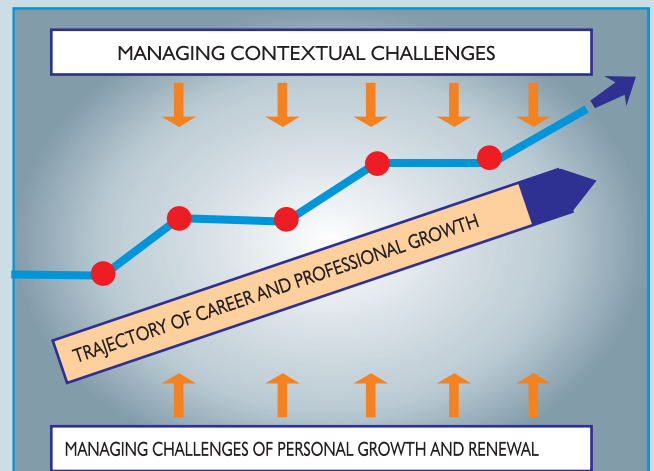 MANAGING CONTEXTUAL CHALLENGES
TRAJECTORY OF CAREER AND PROFESSIONAL GROWTH
MANAGING CHALLENGES OF PERSONAL GROWTH AND RENEWAL